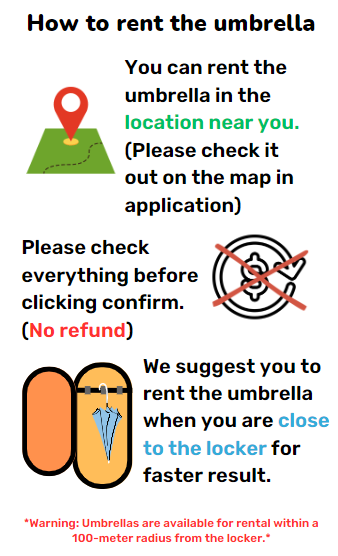 How to rent the umbrella
You can rent the
umbrella in the
location near you.
(Please check it
out on the map in
application)
Please check
everything before
clicking confirm.
(No refund)
We suggest you to
rent the umbrella
when you are close
to the locker for
faster result.
*Warning: Umbrellas are available for rental within a
100-meter radius from the locker.*